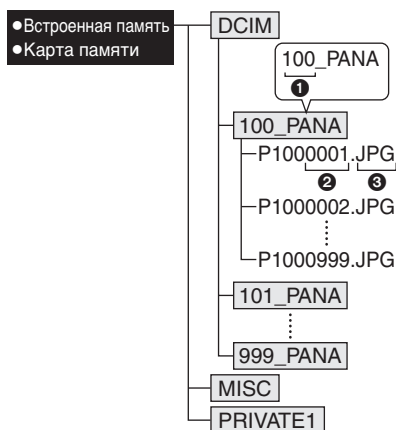 ●Встроенная память
●Карта памяти
DCIM
100_PANA
❶
100_PANA
P1000001.JPG
❷ ❸
P1000002.JPG
P1000999.JPG
101_PANA
999_PANA
MISC
PRIVATE1